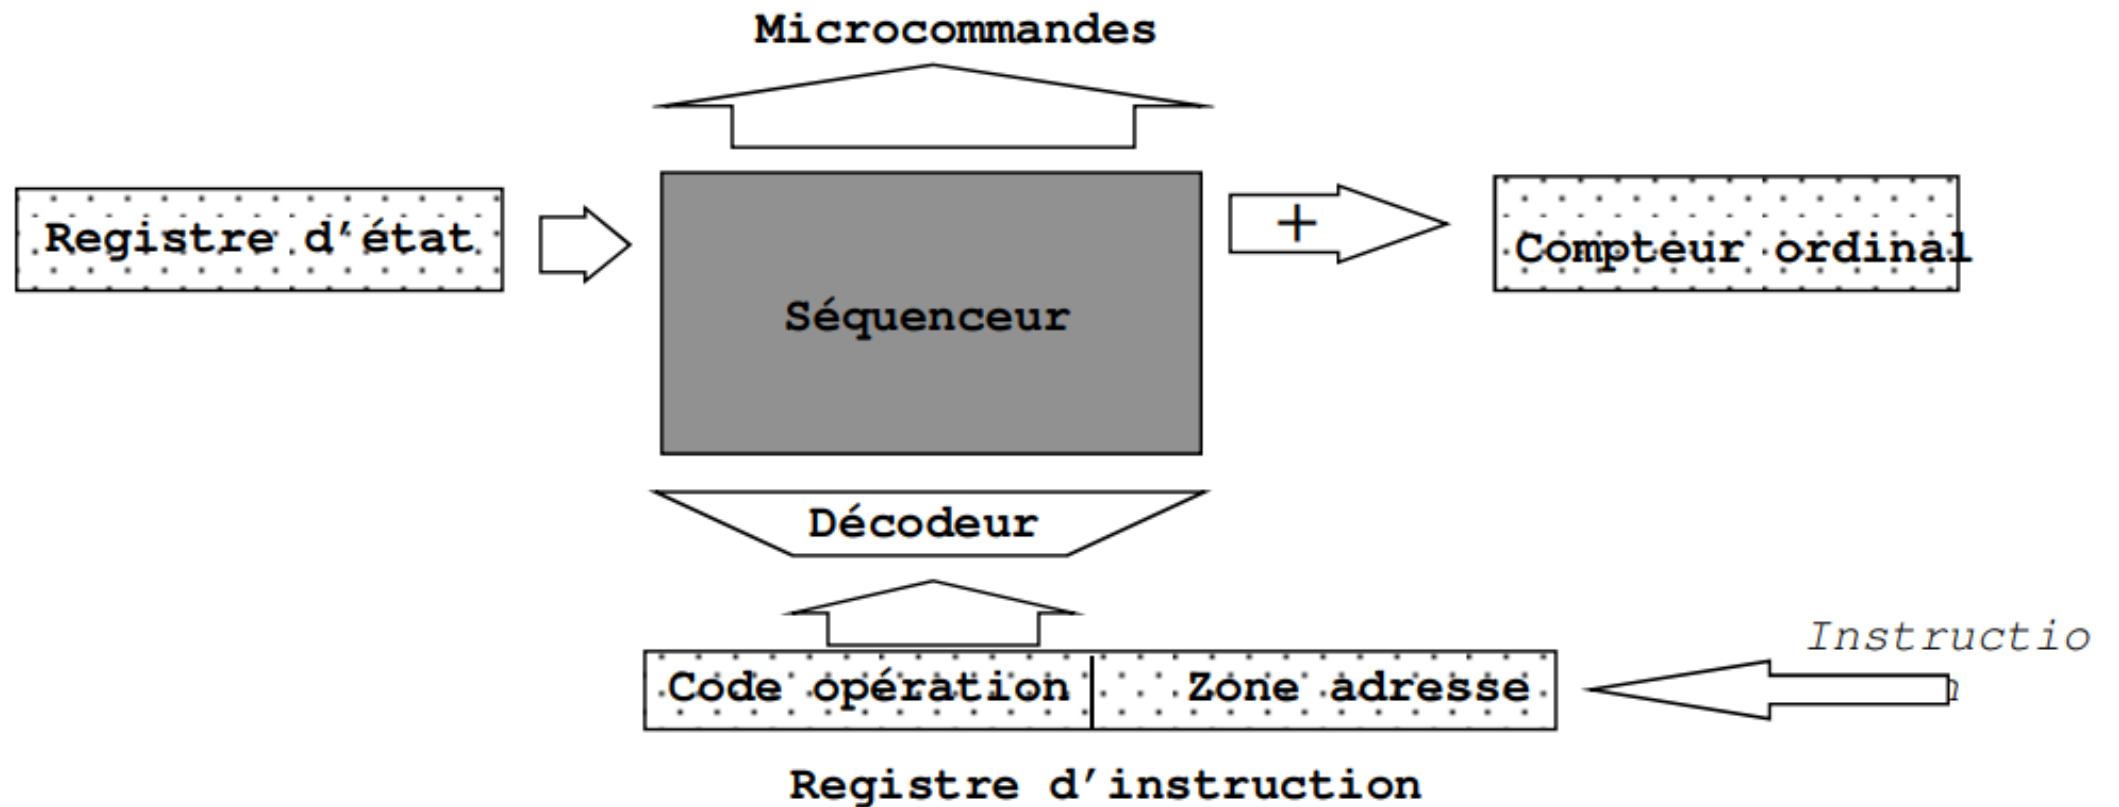 Microcommandes
Registre d'état
+
Compteur ordinal
Séquenceur
Décodeur
Instructio
n
Code opération
Zone adresse
Registre d'instruction